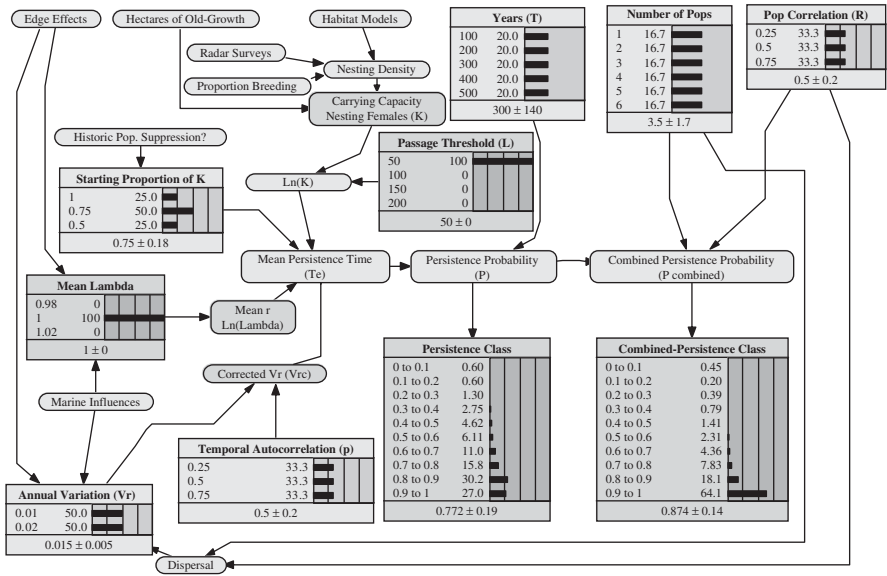 Edge Effects
Hectares of Old-Growth
Habitat Models
Radar Surveys
Nesting Density
Proportion Breeding
Carrying Capacity
Nesting Females (K)
Years (T)
100 20.0
200 20.0
300 20.0
400 20.0
500 20.0
300 ± 140
Number of Pops
1 16.7
2 16.7
3 16.7
4 16.7
5 16.7
6 16.7
3.5 ± 1.7
Pop Correlation (R)
0.25 33.3
0.5 33.3
0.75 33.3
0.5 ± 0.2
Historic Pop. Suppression?
Starting Proportion of K
1 25.0
0.75 50.0
0.5 25.0
0.75 ± 0.18
Ln(K)
Passage Threshold (L)
50 100
100 0
150 0
200 0
50 ± 0
Mean Persistence Time
(Te)
Persistence Probability
(P)
Combined Persistence Probability
(P combined)
Mean Lambda
0.98 0
1 100
1.02 0
1 ± 0
Mean r
Ln(Lambda)
Corrected Vr (Vrc)
Marine Influences
Temporal Autocorrelation (p)
0.25 33.3
0.5 33.3
0.75 33.3
0.5 ± 0.2
Persistence Class
0 to 0.1 0.60
0.1 to 0.2 0.60
0.2 to 0.3 1.30
0.3 to 0.4 2.75
0.4 to 0.5 4.62
0.5 to 0.6 6.11
0.6 to 0.7 11.0
0.7 to 0.8 15.8
0.8 to 0.9 30.2
0.9 to 1 27.0
0.772 ± 0.19
Combined-Persistence Class
0 to 0.1 0.45
0.1 to 0.2 0.20
0.2 to 0.3 0.39
0.3 to 0.4 0.79
0.4 to 0.5 1.41
0.5 to 0.6 2.31
0.6 to 0.7 4.36
0.7 to 0.8 7.83
0.8 to 0.9 18.1
0.9 to 1 64.1
0.874 ± 0.14
Annual Variation (Vr)
0.01 50.0
0.02 50.0
0.015 ± 0.005
Dispersal